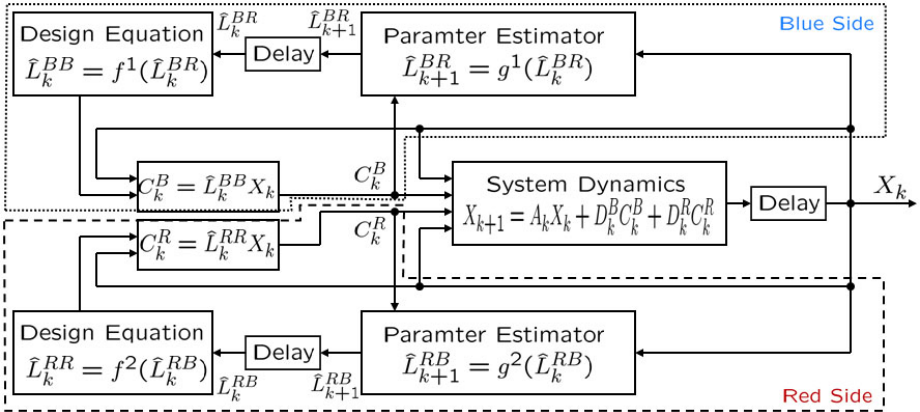 Blue Side
Design Equation
L̂_k^{BB} = f^1(L̂_k^{BR})
L̂_k^{BR}
Delay
L̂_{k+1}^{BR}
Paramter Estimator
L̂_{k+1}^{BR} = g^1(L̂_k^{BR})
C_k^B = L̂_k^{BB} X_k
C_k^B
System Dynamics
X_{k+1} = A_k X_k + D_k^B C_k^B + D_k^R C_k^R
Delay
X_k
C_k^R = L̂_k^{RR} X_k
C_k^R
Design Equation
L̂_k^{RR} = f^2(L̂_k^{RB})
L̂_k^{RB}
Delay
L̂_{k+1}^{RB}
Paramter Estimator
L̂_{k+1}^{RB} = g^2(L̂_k^{RB})
Red Side